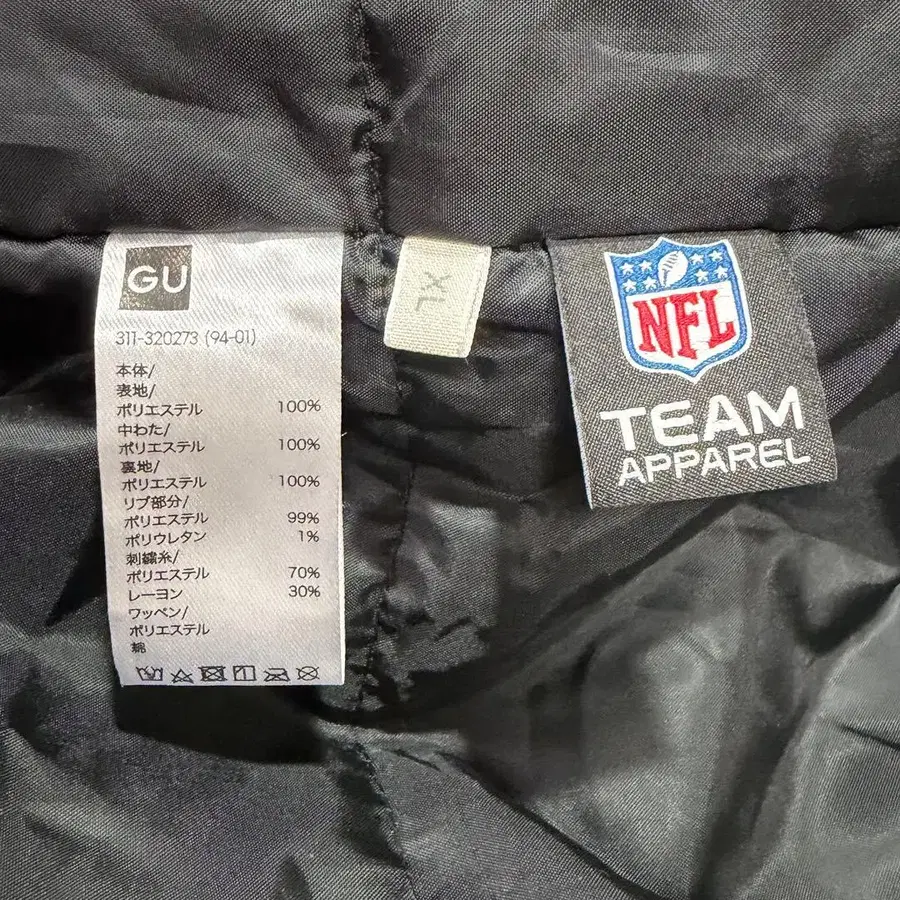 GU
311-320273 (94-01)
本体/
表地/
ポリエステル 100%
中わた/
ポリエステル 100%
裏地/
ポリエステル 100%
リブ部分/
ポリエステル 99%
ポリウレタン 1%
刺繍糸/
ポリエステル 70%
レーヨン 30%
ワッペン/
ポリエステル
綿
XL
NFL
TEAM
APPAREL